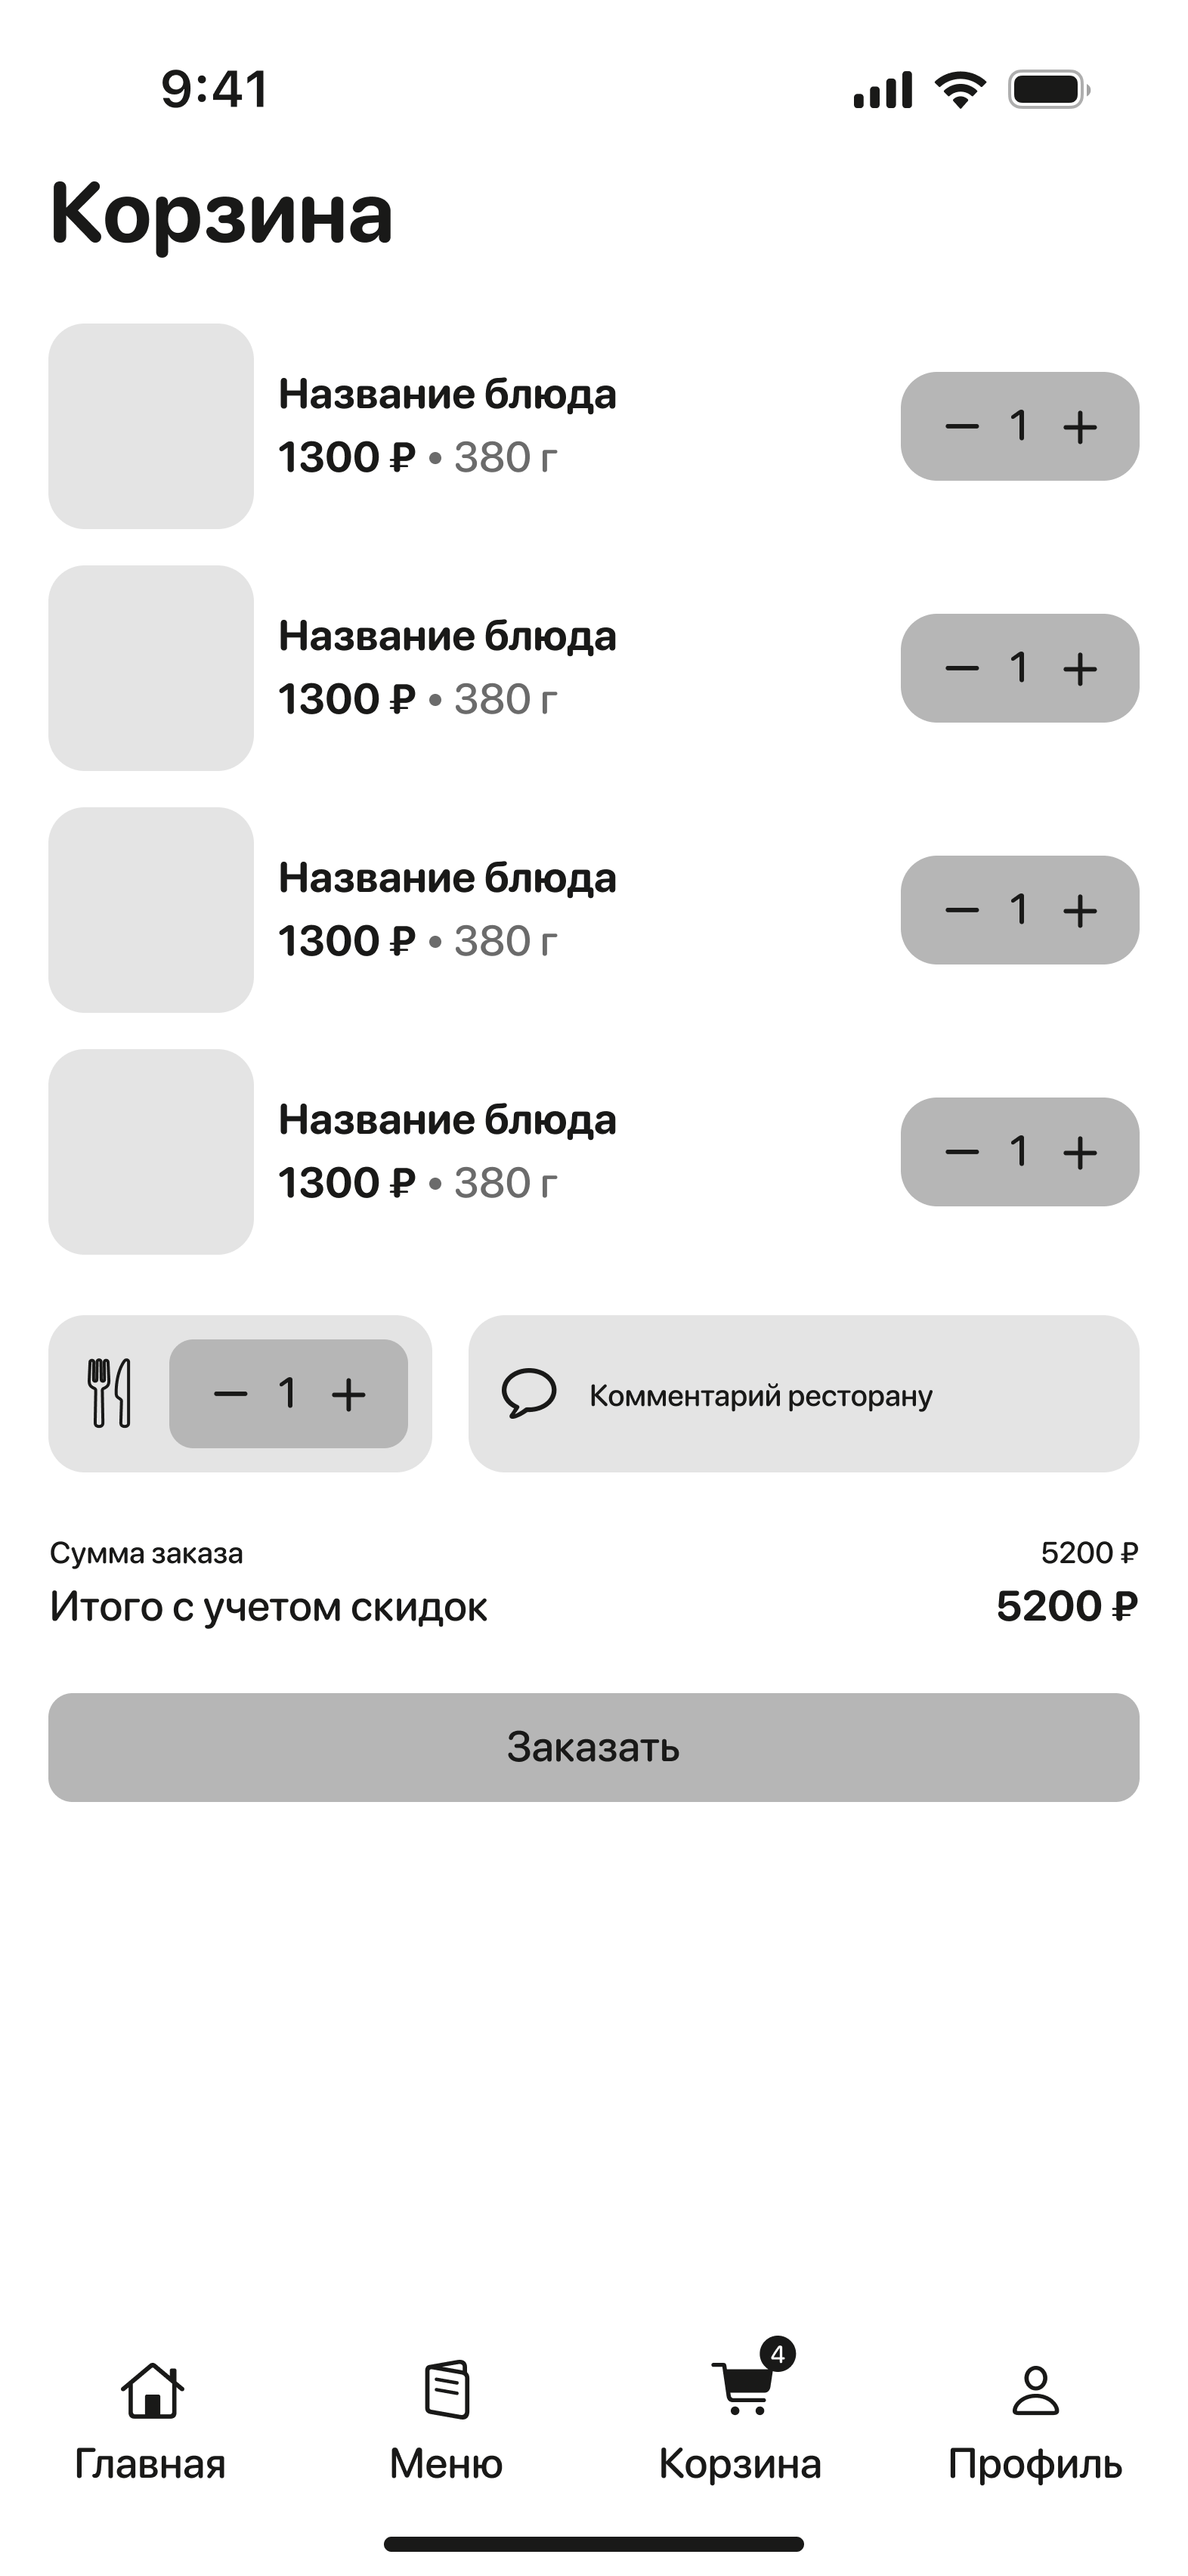 9:41
Корзина
Название блюда
1300 ₽ • 380 г
1
Название блюда
1300 ₽ • 380 г
1
Название блюда
1300 ₽ • 380 г
1
Название блюда
1300 ₽ • 380 г
1
1
Комментарий ресторану
Сумма заказа 5200 ₽
Итого с учетом скидок 5200 ₽
Заказать
4
Главная Меню Корзина Профиль